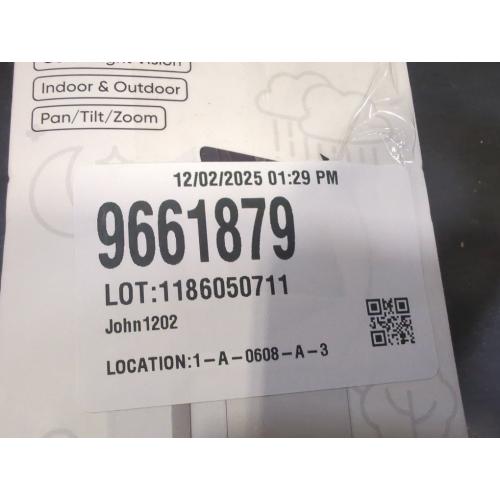 Vision
Indoor & Outdoor
Pan/Tilt/Zoom
12/02/2025 01:29 PM
9661879
LOT:1186050711
John1202
LOCATION:1-A-0608-A-3